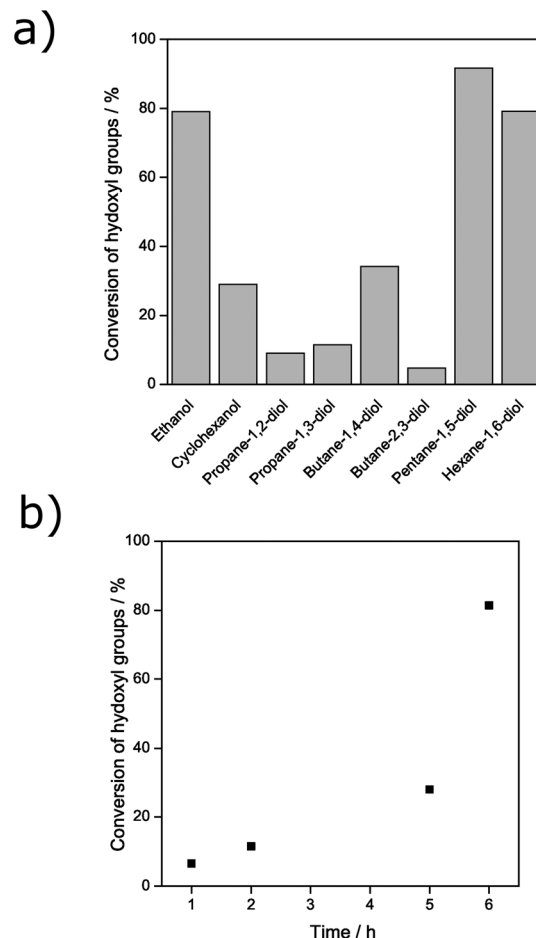 a)
Conversion of hydoxyl groups / %
100
80
60
40
20
0
Ethanol
Cyclohexanol
Propane-1,2-diol
Propane-1,3-diol
Butane-1,4-diol
Butane-2,3-diol
Pentane-1,5-diol
Hexane-1,6-diol
b)
Conversion of hydoxyl groups / %
100
80
60
40
20
0
1 2 3 4 5 6
Time / h